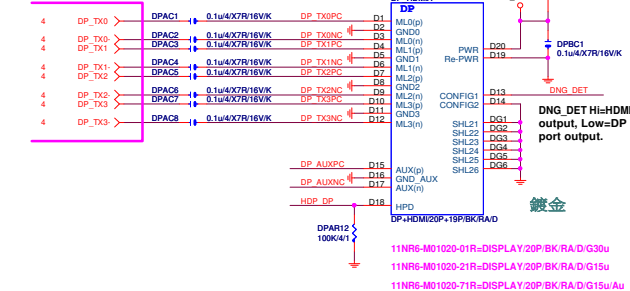 DP
4 DP_TX0 DPAC1 0.1u/4/X7R/16V/K DP_TX0PC D1 ML0(p)
D2 GND0
4 DP_TX0- DPAC2 0.1u/4/X7R/16V/K DP_TX0NC D3 ML0(n)
4 DP_TX1 DPAC3 0.1u/4/X7R/16V/K DP_TX1PC D4 ML1(p)
D5 GND1
4 DP_TX1- DPAC4 0.1u/4/X7R/16V/K DP_TX1NC D6 ML1(n)
4 DP_TX2 DPAC5 0.1u/4/X7R/16V/K DP_TX2PC D7 ML2(p)
D8 GND2
4 DP_TX2- DPAC6 0.1u/4/X7R/16V/K DP_TX2NC D9 ML2(n)
4 DP_TX3 DPAC7 0.1u/4/X7R/16V/K DP_TX3PC D10 ML3(p)
D11 GND3
4 DP_TX3- DPAC8 0.1u/4/X7R/16V/K DP_TX3NC D12 ML3(n)
PWR D20
Re-PWR D19
DPBC1
0.1u/4/X7R/16V/K
CONFIG1 D13 DNG_DET
CONFIG2 D14
DNG_DET Hi=HDMI
output, Low=DP
port output.
SHL21 DG1
SHL22 DG2
SHL23 DG3
SHL24 DG4
SHL25 DG5
SHL26 DG6
DP_AUXPC D15 AUX(p)
D16 GND_AUX
DP_AUXNC D17 AUX(n)
HDP_DP D18 HPD
DP+HDMI/20P+19P/BK/RA/D
DPAR12
100K/4/1
鍍金
11NR6-M01020-01R=DISPLAY/20P/BK/RA/D/G30u
11NR6-M01020-21R=DISPLAY/20P/BK/RA/D/G15u
11NR6-M01020-71R=DISPLAY/20P/BK/RA/D/G15u/Au